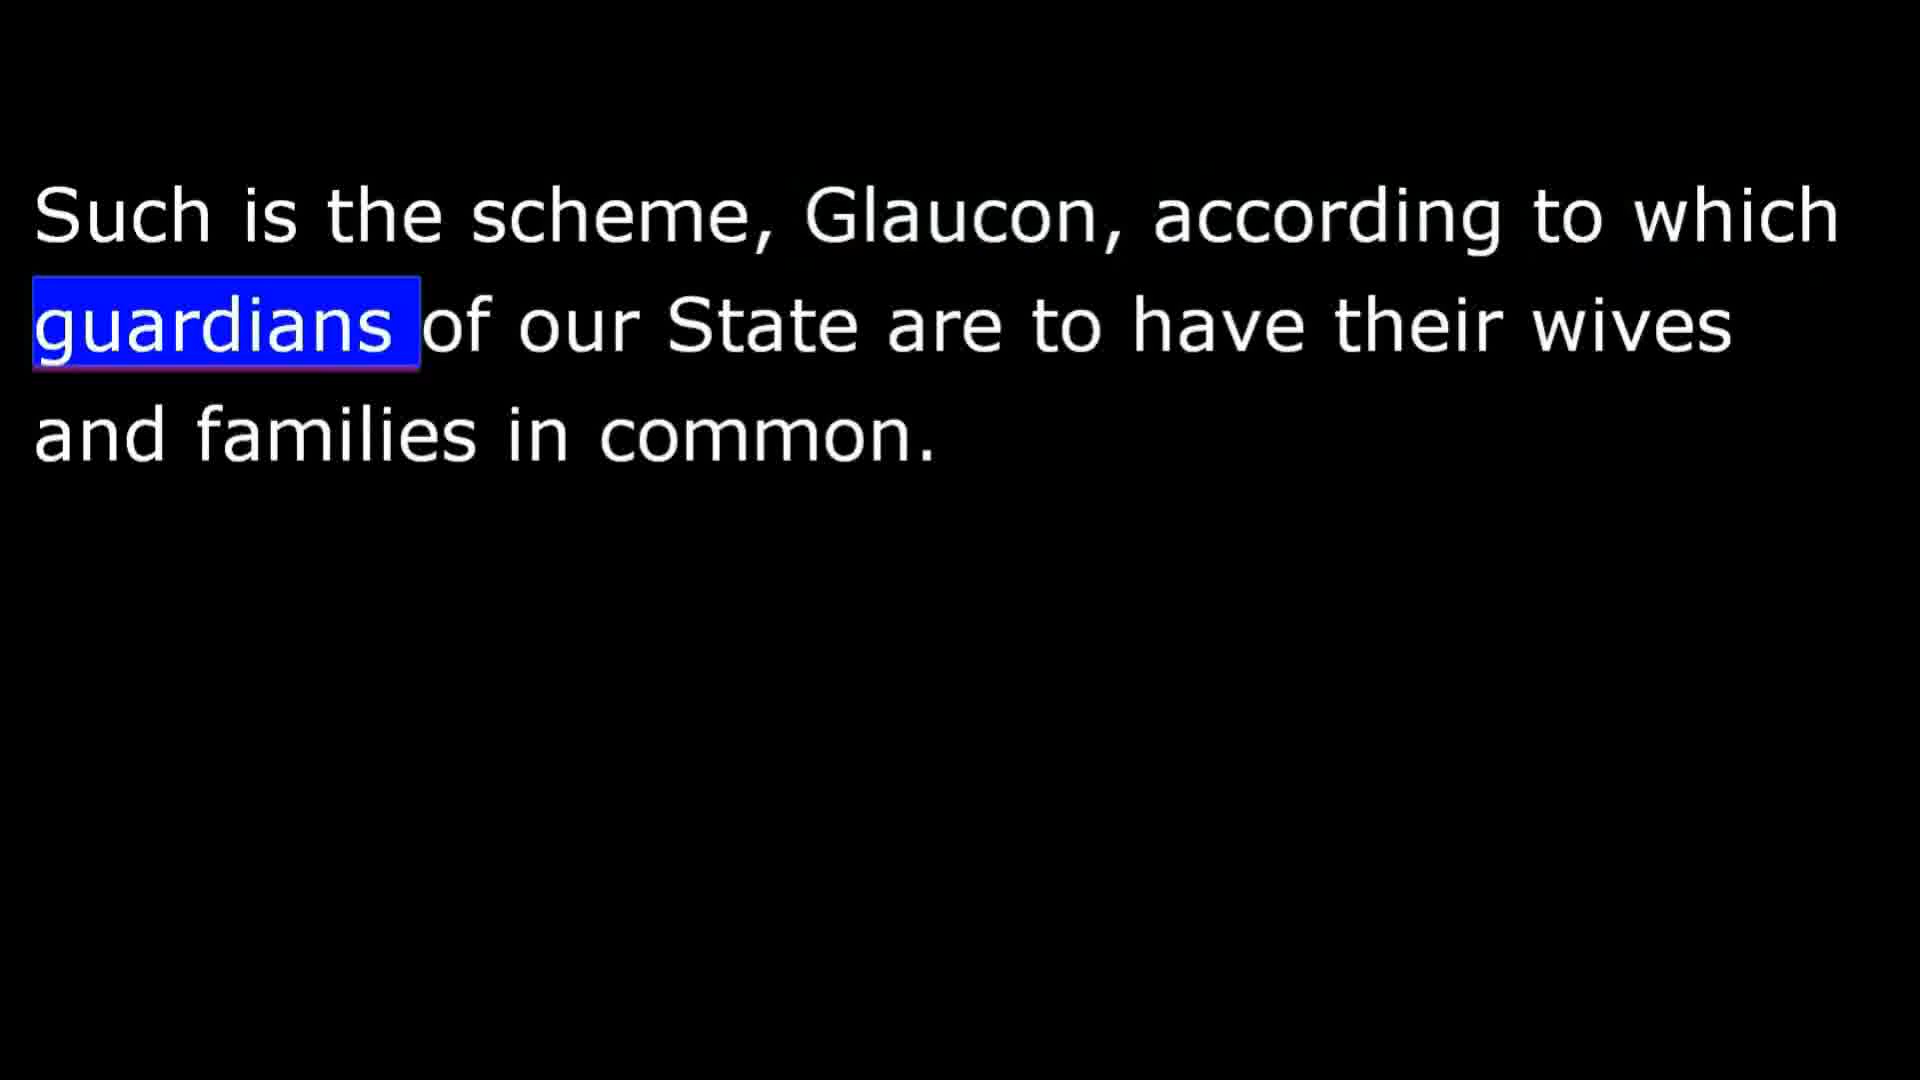 Such is the scheme, Glaucon, according to which
guardians of our State are to have their wives
and families in common.